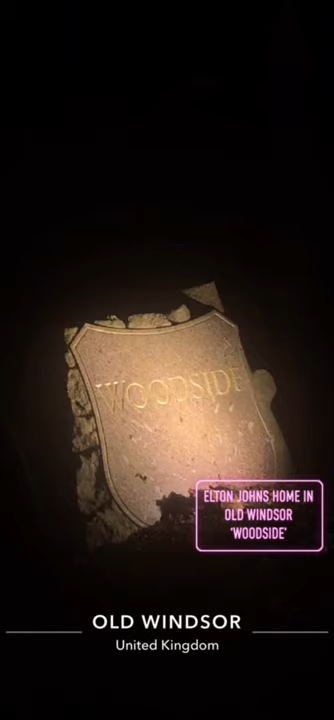 WOODSIDE
ELTON JOHNS HOME IN
OLD WINDSOR
‘WOODSIDE’
OLD WINDSOR
United Kingdom